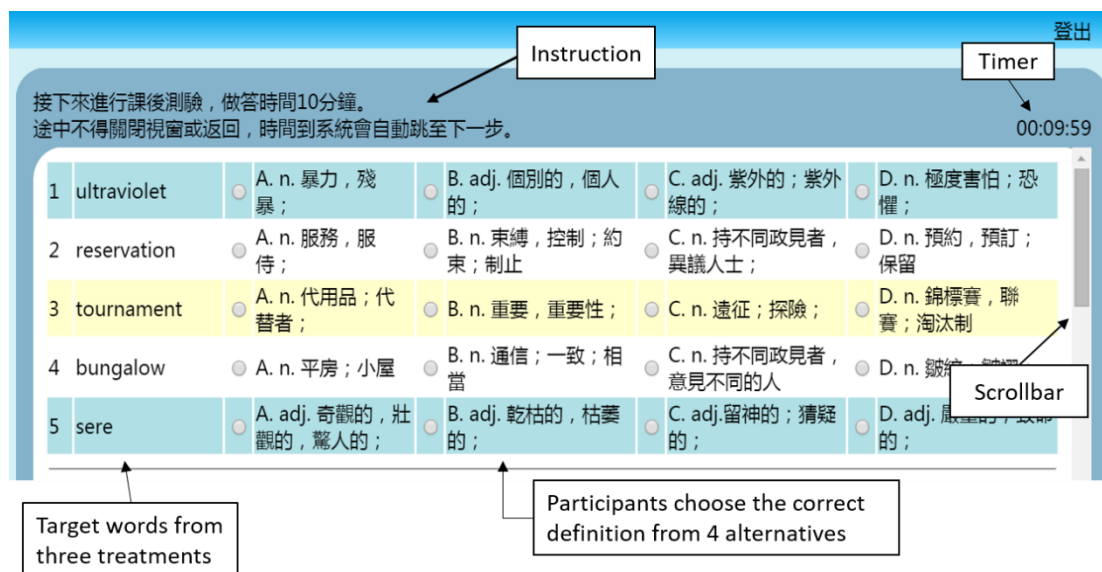 登出
Instruction
Timer
接下來進行課後測驗，做答時間10分鐘。
途中不得關閉視窗或返回，時間到系統會自動跳至下一步。
00:09:59
1 ultraviolet
A. n. 暴力，殘
暴；
B. adj. 個別的，個人
的；
C. adj. 紫外的；紫外
線的；
D. n. 極度害怕；恐
懼；
2 reservation
A. n. 服務，服
侍；
B. n. 束縛，控制；約
束；制止
C. n. 持不同政見者，
異議人士；
D. n. 預約，預訂；
保留
3 tournament
A. n. 代用品；代
替者；
B. n. 重要，重要性；
C. n. 遠征；探險；
D. n. 錦標賽，聯
賽；淘汰制
4 bungalow
A. n. 平房；小屋
B. n. 通信；一致；相
當
C. n. 持不同政見者，
意見不同的人
D. n.
Scrollbar
5 sere
A. adj. 奇觀的，壯
觀的，驚人的；
B. adj. 乾枯的，枯萎
的；
C. adj.留神的；猜疑
的；
D. adj.
的；
Target words from
three treatments
Participants choose the correct
definition from 4 alternatives